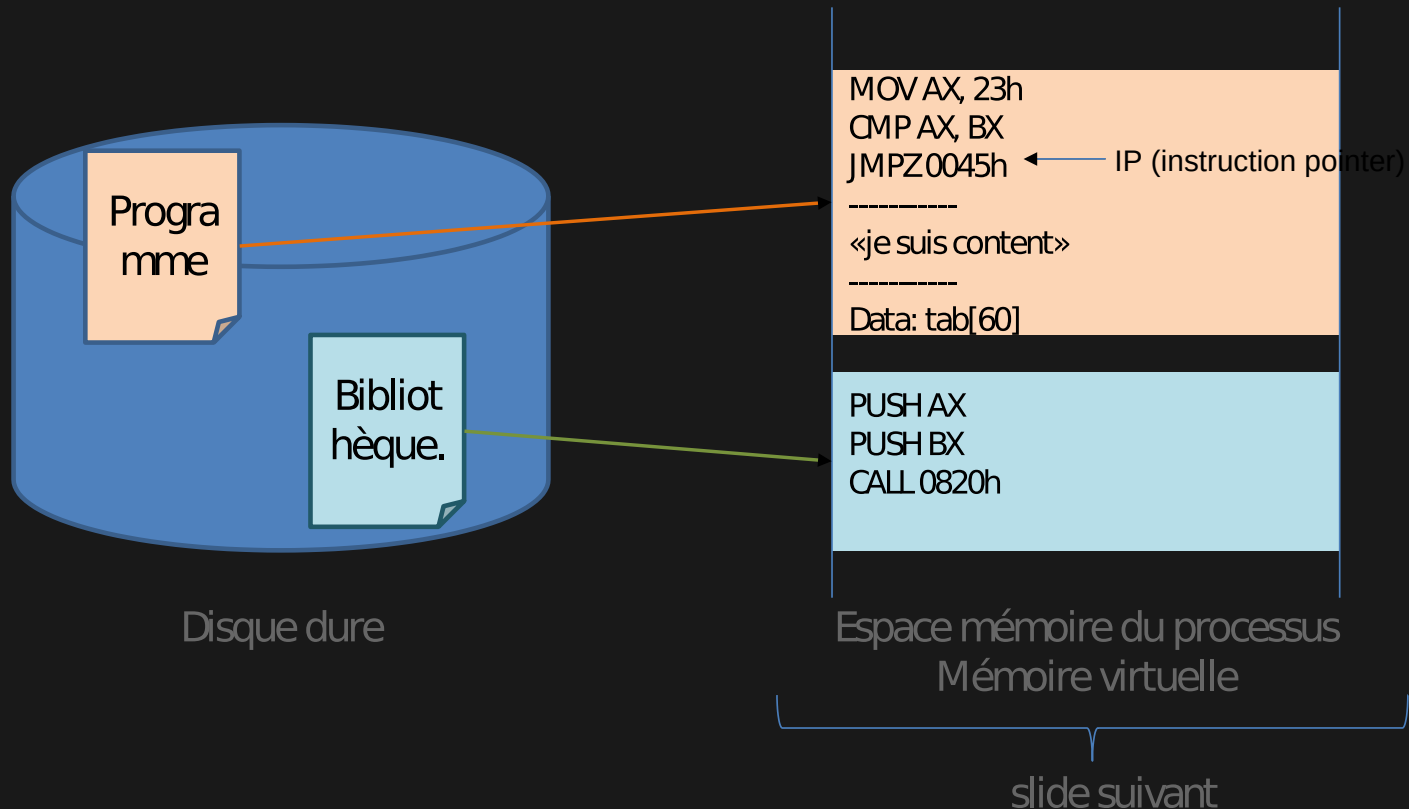 Progra
mme
Bibliot
hèque.
Disque dure
MOV AX, 23h
CMP AX, BX
JMPZ 0045h
IP (instruction pointer)
-----------
«je suis content»
-----------
Data: tab[60]
PUSH AX
PUSH BX
CALL 0820h
Espace mémoire du processus
Mémoire virtuelle
slide suivant